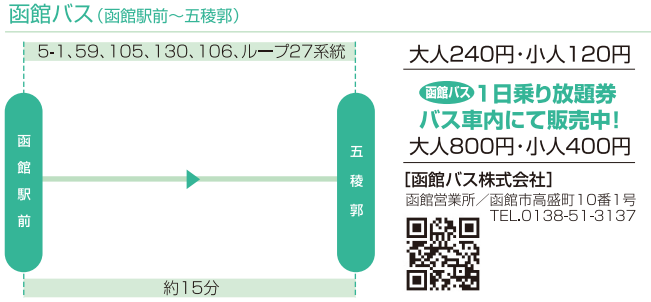 函館バス（函館駅前〜五稜郭）
5-1、59、105、130、106、ループ27系統
函館駅前
五稜郭
約15分
大人240円・小人120円
函館バス 1日乗り放題券
バス車内にて販売中！
大人800円・小人400円
［函館バス株式会社］
函館営業所／函館市高盛町10番1号
TEL.0138-51-3137